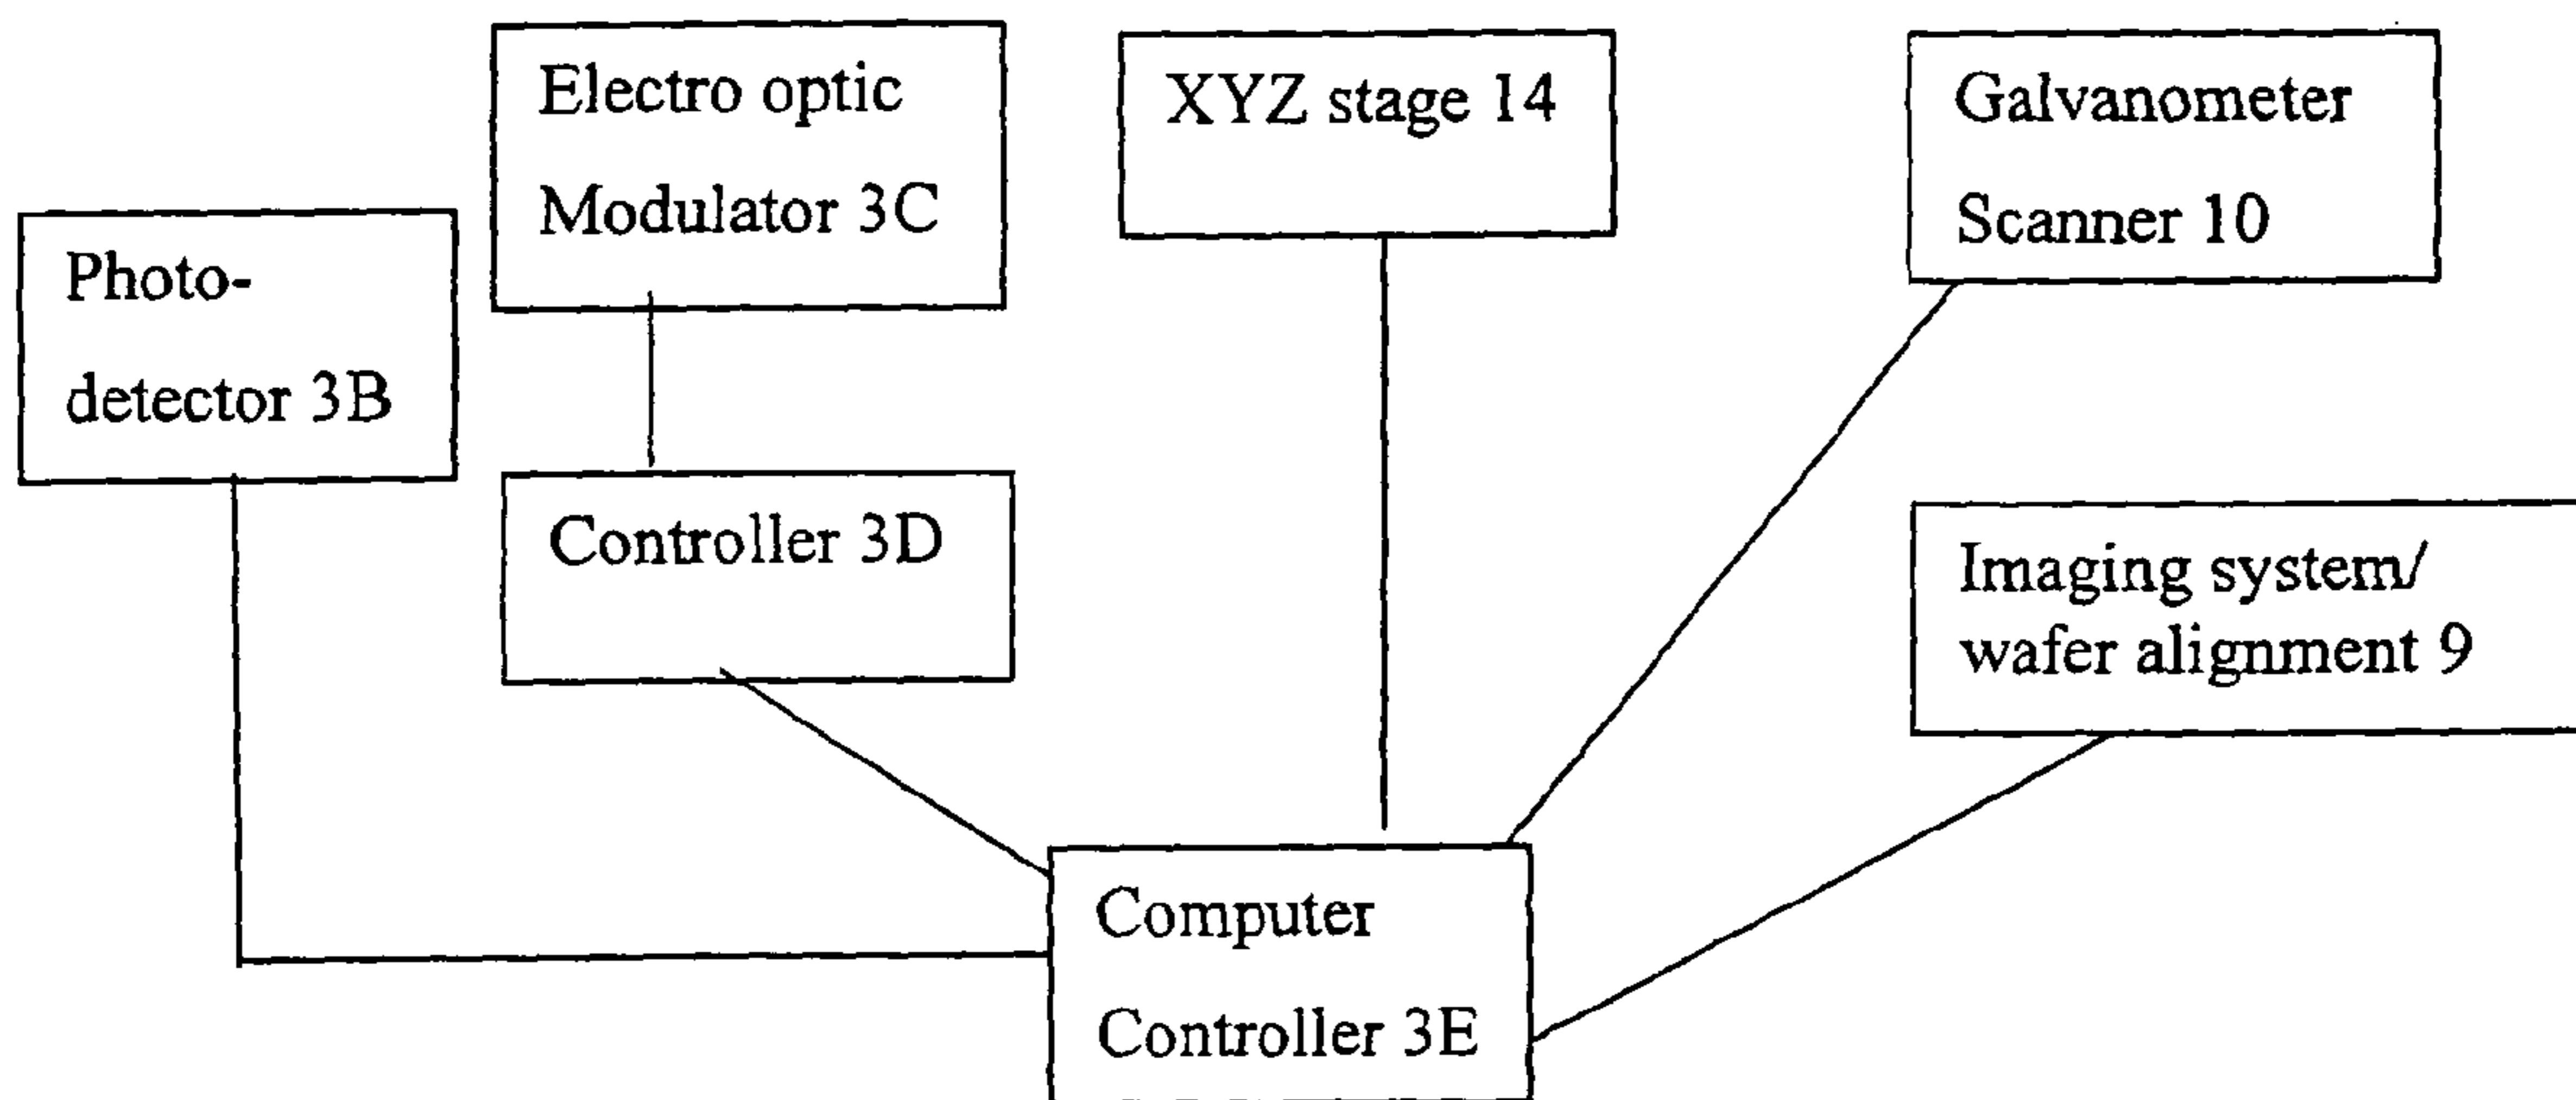 Electro optic
Modulator 3C
XYZ stage 14
Galvanometer
Scanner 10
Photo-
detector 3B
Controller 3D
Imaging system/
wafer alignment 9
Computer
Controller 3E